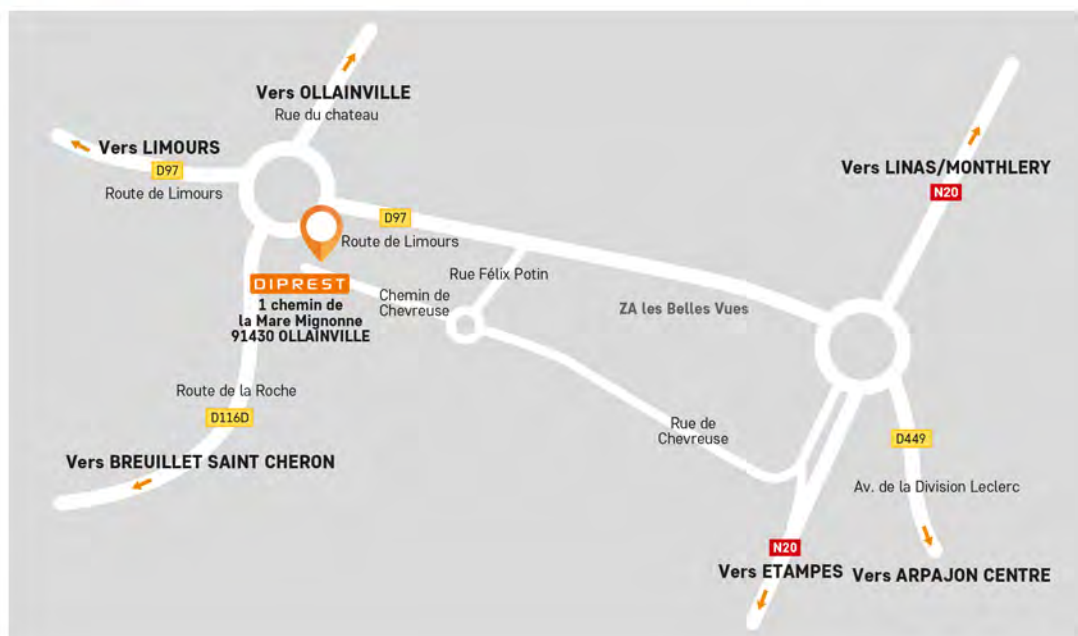 Vers OLLAINVILLE
Rue du chateau
Vers LIMOURS
D97
Route de Limours
Vers LINAS/MONTHLERY
N20
D97
Route de Limours
Rue Félix Potin
DIPREST
1 chemin de
la Mare Mignonne
91430 OLLAINVILLE
Chemin de
Chevreuse
ZA les Belles Vues
Route de la Roche
D116D
Vers BREUILLET SAINT CHERON
Rue de
Chevreuse
D449
Av. de la Division Leclerc
N20
Vers ETAMPES
Vers ARPAJON CENTRE